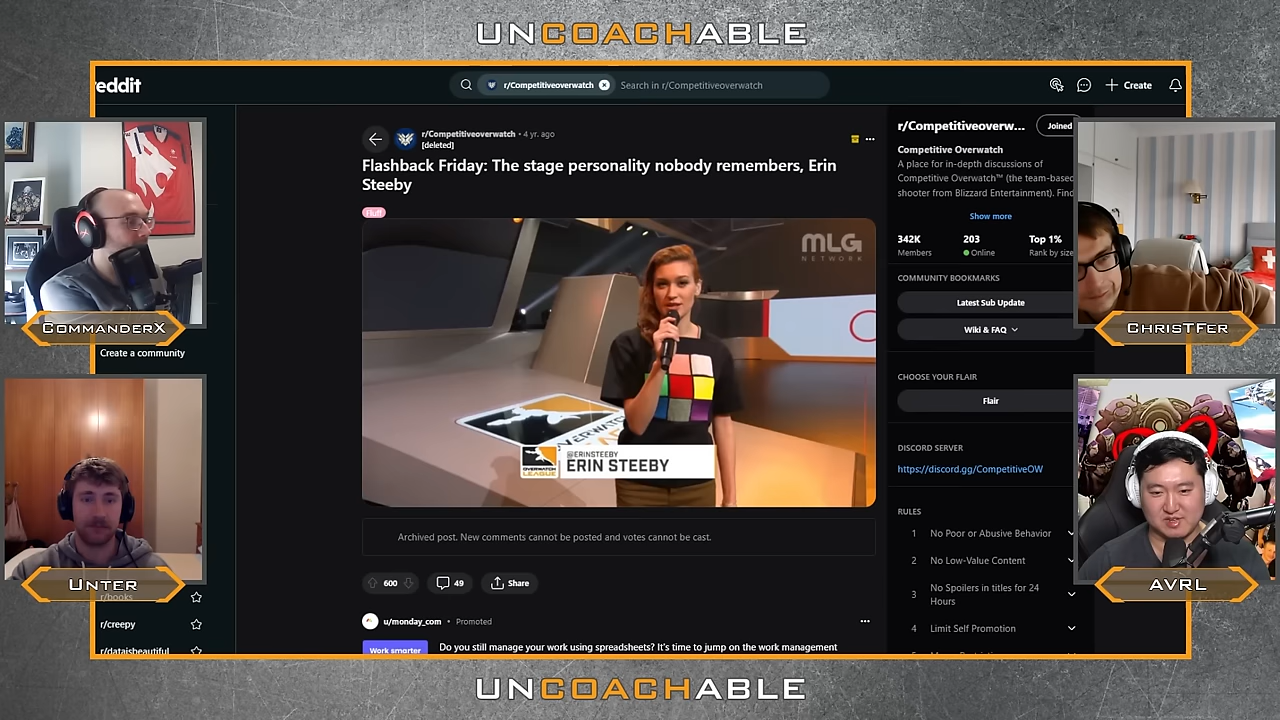 UNCOACHABLE
eddit
r/Competitiveoverwatch
Search in r/Competitiveoverwatch
Create
r/Competitiveoverwatch • 4 yr. ago
[deleted]
Flashback Friday: The stage personality nobody remembers, Erin
Steeby
Fluff
MLG
NETWORK
@ERINSTEEBY
ERIN STEEBY
OVERWATCH
LEAGUE
Archived post. New comments cannot be posted and votes cannot be cast.
600
49
Share
u/monday_com • Promoted
Work smarter
Do you still manage your work using spreadsheets? It's time to jump on the work management
r/Competitiveoverw...
Joined
Competitive Overwatch
A place for in-depth discussions of
Competitive Overwatch™ (the team-based
shooter from Blizzard Entertainment). Find
Show more
342K
203
Top 1%
Members
Online
Rank by size
COMMUNITY BOOKMARKS
Latest Sub Update
Wiki & FAQ
CHOOSE YOUR FLAIR
Flair
DISCORD SERVER
https://discord.gg/CompetitiveOW
RULES
1 No Poor or Abusive Behavior
2 No Low-Value Content
3 No Spoilers in titles for 24
Hours
4 Limit Self Promotion
COMMANDERX
Create a community
UNTER
r/books
r/creepy
r/dataisbeautiful
CHRISTFER
AVRL
UNCOACHABLE